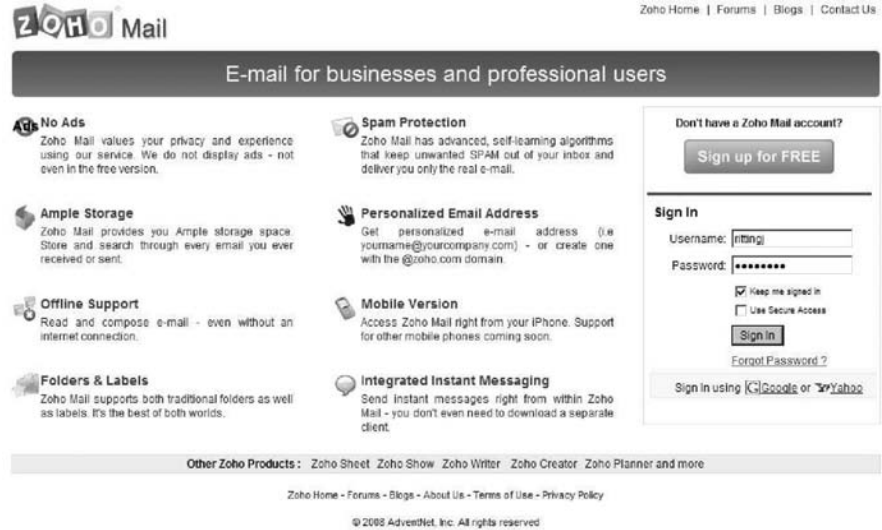 ZOHO Mail
Zoho Home | Forums | Blogs | Contact Us
E-mail for businesses and professional users
Ads No Ads
Zoho Mail values your privacy and experience
using our service. We do not display ads - not
even in the free version.
Ample Storage
Zoho Mail provides you Ample storage space.
Store and search through every email you ever
received or sent.
Offline Support
Read and compose e-mail - even without an
internet connection.
Folders & Labels
Zoho Mail supports both traditional folders as well
as labels. It's the best of both worlds.
Spam Protection
Zoho Mail has advanced, self-learning algorithms
that keep unwanted SPAM out of your inbox and
deliver you only the real e-mail.
Personalized Email Address
Get personalized e-mail address (i.e
yourname@yourcompany.com) - or create one
with the @zoho.com domain.
Mobile Version
Access Zoho Mail right from your iPhone. Support
for other mobile phones coming soon.
Integrated Instant Messaging
Send instant messages right from within Zoho
Mail - you don't even need to download a separate
client.
Don't have a Zoho Mail account?
Sign up for FREE
Sign In
Username: rittingj
Password: ••••••••
Keep me signed in
Use Secure Access
Sign In
Forgot Password ?
Sign In using G Google or Y! Yahoo
Other Zoho Products : Zoho Sheet Zoho Show Zoho Writer Zoho Creator Zoho Planner and more
Zoho Home - Forums - Blogs - About Us - Terms of Use - Privacy Policy
© 2008 AdventNet, Inc. All rights reserved